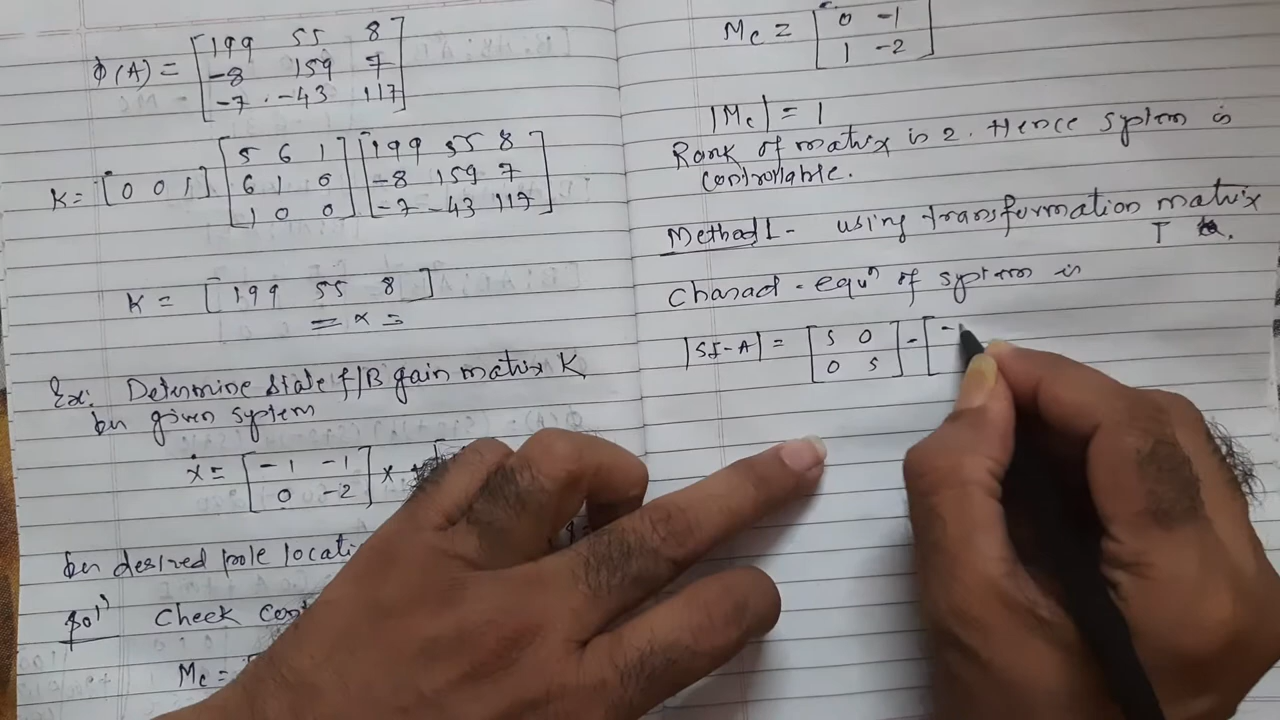 ϕ(A) = [199 55 8
-8 159 7
-7 -43 117]
K = [0 0 1] [5 6 1
6 1 0
1 0 0] [199 55 8
-8 159 7
-7 -43 117]
K = [199 55 8]
= x =
Ex: Determine state f/B gain matrix K
for given system
ẋ = [-1 -1
0 -2] x +
for desired pole locati
Solⁿ Check con
Mc =
Mc = [0 -1
1 -2]
|Mc| = 1
Rank of matrix is 2. Hence system is
controllable.
Method 1 - using transformation matrix
T
Charact. equⁿ of system is
|SI-A| = [S 0
0 S] - [-